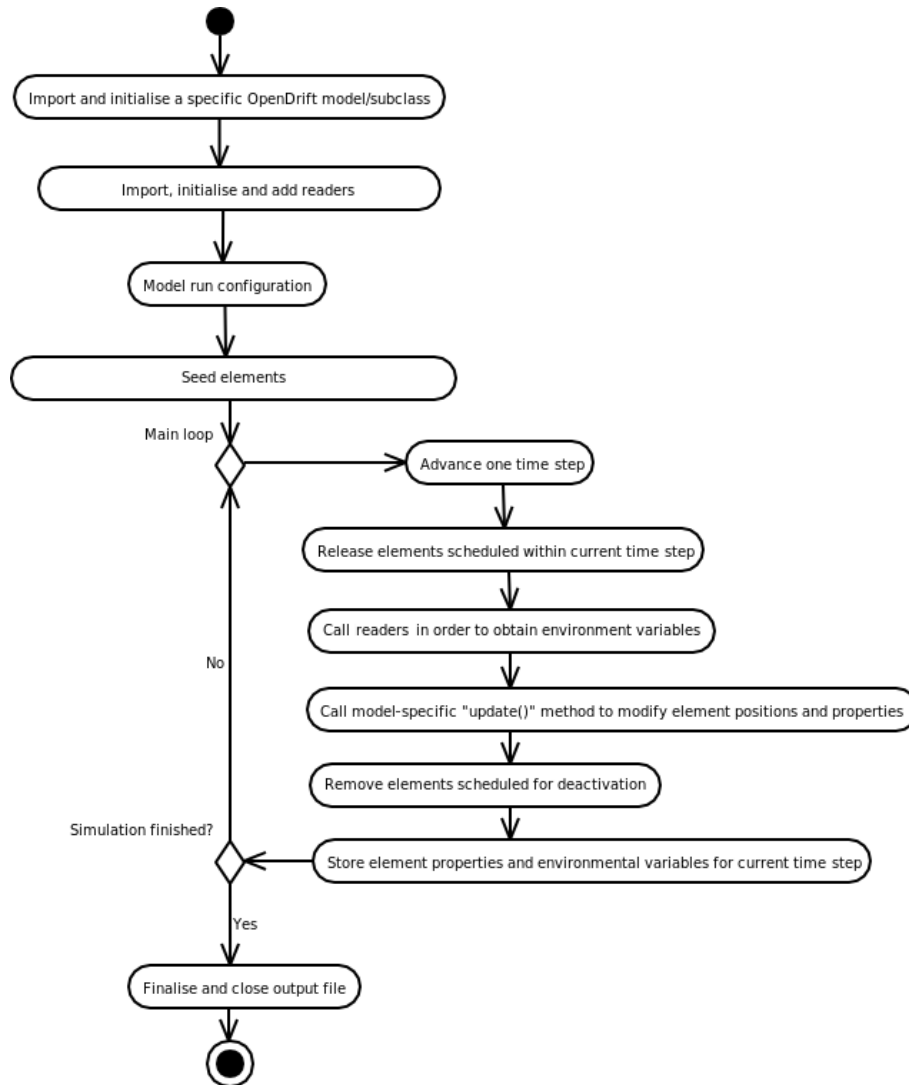 Import and initialise a specific OpenDrift model/subclass
Import, initialise and add readers
Model run configuration
Seed elements
Main loop
Advance one time step
Release elements scheduled within current time step
Call readers in order to obtain environment variables
No
Call model-specific "update()" method to modify element positions and properties
Remove elements scheduled for deactivation
Simulation finished?
Store element properties and environmental variables for current time step
Yes
Finalise and close output file